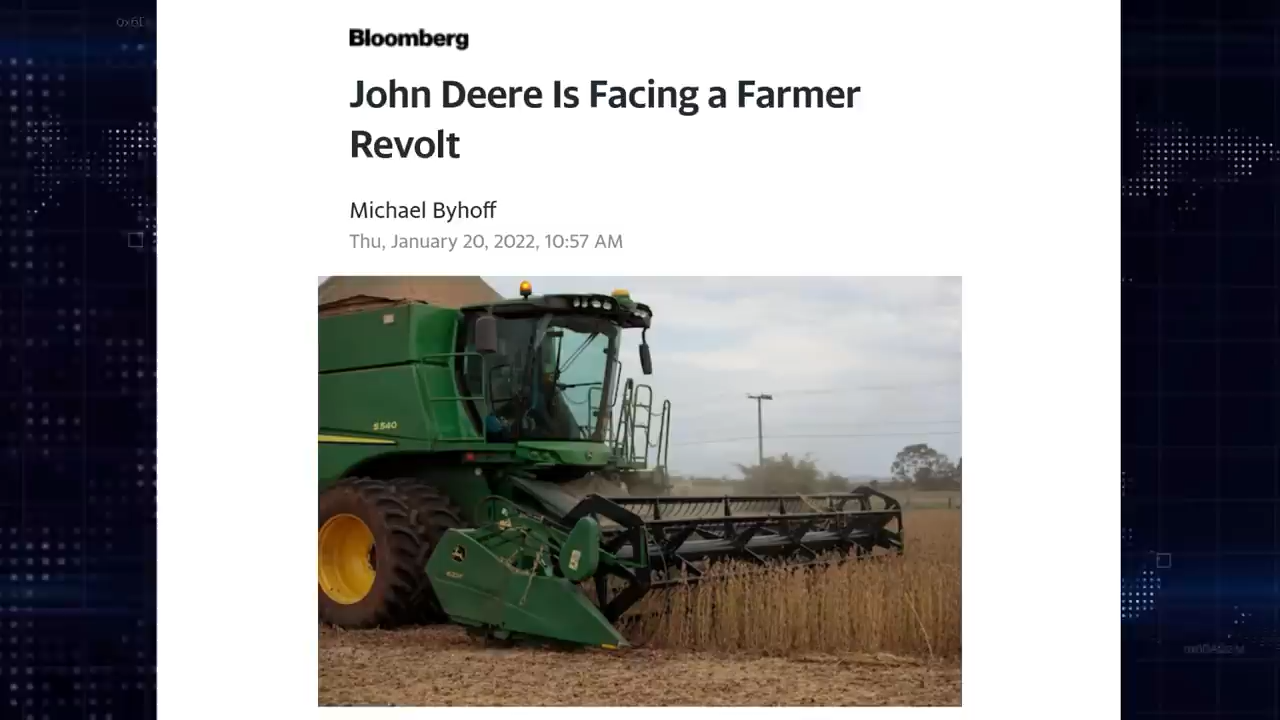 Bloomberg
John Deere Is Facing a Farmer
Revolt
Michael Byhoff
Thu, January 20, 2022, 10:57 AM
S540